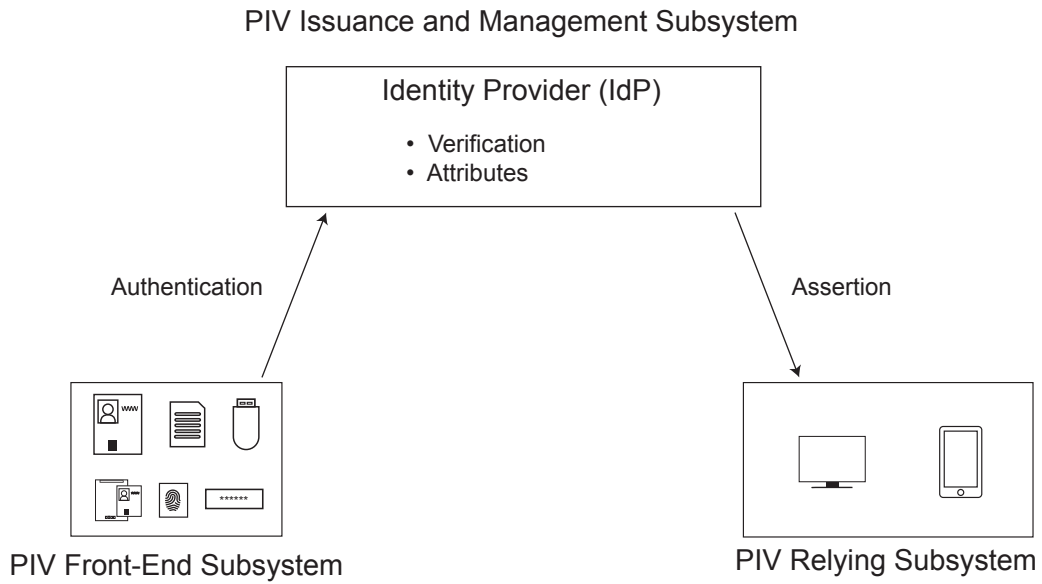 PIV Issuance and Management Subsystem
Identity Provider (IdP)
• Verification
• Attributes
Authentication
Assertion
******
PIV Front-End Subsystem
PIV Relying Subsystem